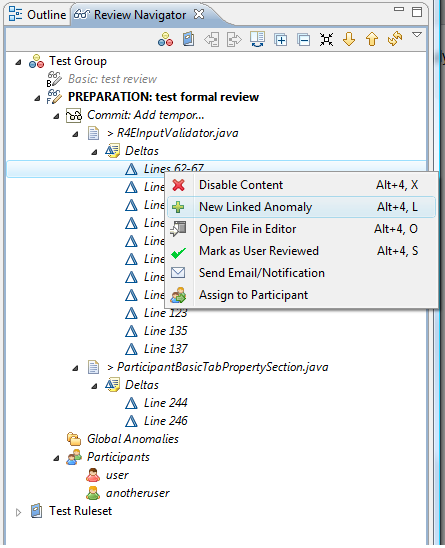 Outline Review Navigator
Test Group
Basic: test review
PREPARATION: test formal review
Commit: Add tempor...
> R4EInputValidator.java
Deltas
Lines 62-67
Line
Disable Content Alt+4, X
Line
New Linked Anomaly Alt+4, L
Line
Open File in Editor Alt+4, O
Line
Mark as User Reviewed Alt+4, S
Line
Send Email/Notification
Line
Assign to Participant
Line
Line 123
Line 135
Line 137
> ParticipantBasicTabPropertySection.java
Deltas
Line 244
Line 246
Global Anomalies
Participants
user
anotheruser
Test Ruleset